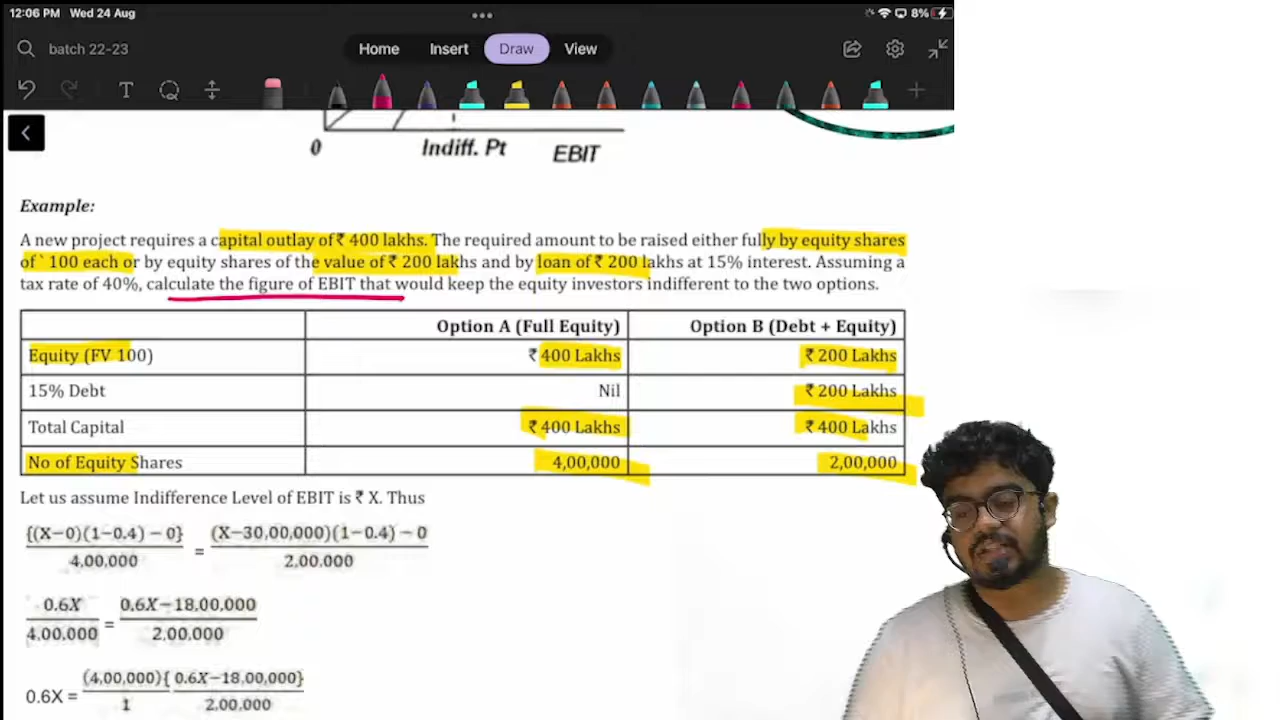 12:06 PM Wed 24 Aug
8%
batch 22-23
Home Insert Draw View
T
0 Indiff. Pt EBIT
Example:
A new project requires a capital outlay of ₹ 400 lakhs. The required amount to be raised either fully by equity shares
of ` 100 each or by equity shares of the value of ₹ 200 lakhs and by loan of ₹ 200 lakhs at 15% interest. Assuming a
tax rate of 40%, calculate the figure of EBIT that would keep the equity investors indifferent to the two options.
Option A (Full Equity) Option B (Debt + Equity)
Equity (FV 100) ₹ 400 Lakhs ₹ 200 Lakhs
15% Debt Nil ₹ 200 Lakhs
Total Capital ₹ 400 Lakhs ₹ 400 Lakhs
No of Equity Shares 4,00,000 2,00,000
Let us assume Indifference Level of EBIT is ₹ X. Thus
{(X−0)(1−0.4) − 0} = (X−30,00,000)(1−0.4) − 0
4,00,000 2,00,000
0.6X = 0.6X−18,00,000
4,00,000 2,00,000
0.6X = (4,00,000){ 0.6X−18,00,000}
1 2,00,000